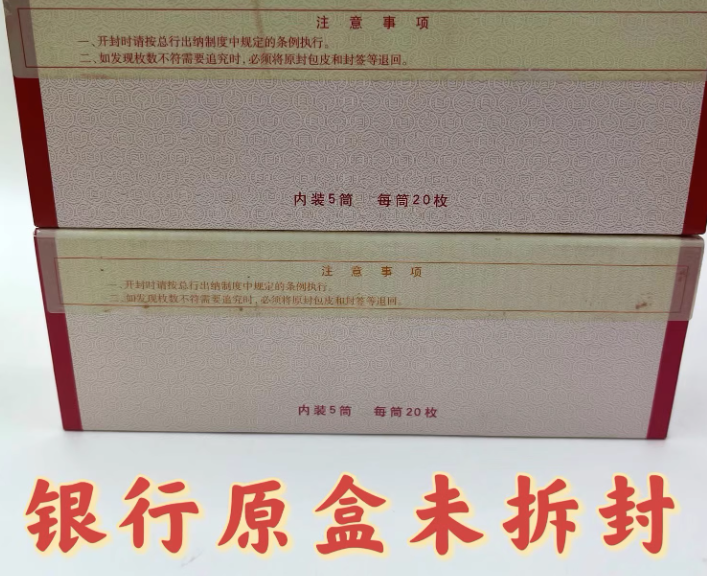 注意事项
一、开封时请按总行出纳制度中规定的条例执行。
二、如发现枚数不符需要追究时，必须将原封包皮和封签等退回。
内装5筒 每筒20枚
注意事项
一、开封时请按总行出纳制度中规定的条例执行。
二、如发现枚数不符需要追究时，必须将原封包皮和封签等退回。
内装5筒 每筒20枚
银行原盒未拆封